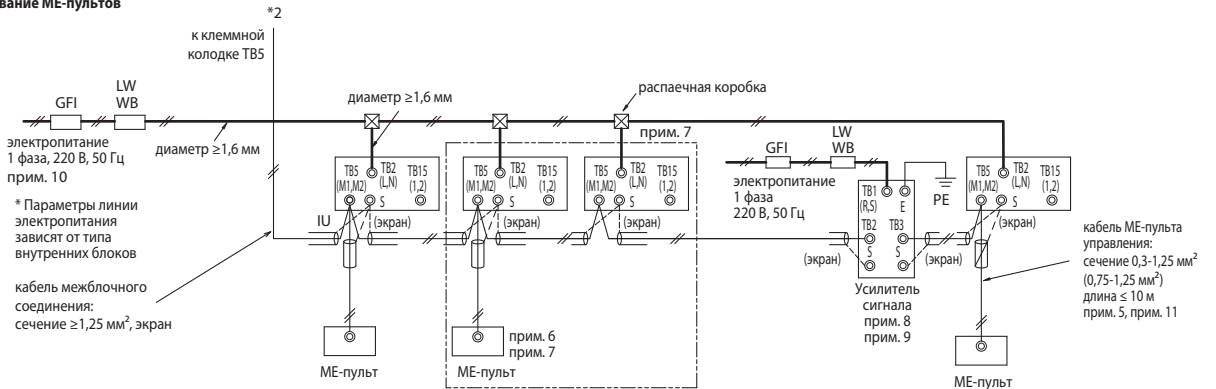 вание МЕ-пультов
*2
к клеммной
колодке TB5
GFI
LW
WB
диаметр ≥1,6 мм
распаечная коробка
электропитание
1 фаза, 220 В, 50 Гц
прим. 10
диаметр ≥1,6 мм
прим. 7
GFI
LW
WB
электропитание
1 фаза
220 В, 50 Гц
* Параметры линии
электропитания
зависят от типа
внутренних блоков
кабель межблочного
соединения:
сечение ≥1,25 мм², экран
TB5
(M1,M2)
TB2
(L,N)
TB15
(1,2)
S
IU
(экран)
TB5
(M1,M2)
TB2
(L,N)
TB15
(1,2)
S
(экран)
TB5
(M1,M2)
TB2
(L,N)
TB15
(1,2)
S
(экран)
TB1
(R,S)
E
PE
TB2
TB3
S
S
(экран)
(экран)
Усилитель
сигнала
прим. 8
прим. 9
TB5
(M1,M2)
TB2
(L,N)
TB15
(1,2)
S
(экран)
кабель МЕ-пульта
управления:
сечение 0,3-1,25 мм²
(0,75-1,25 мм²)
длина ≤ 10 м
прим. 5, прим. 11
МЕ-пульт
прим. 6
прим. 7
МЕ-пульт
МЕ-пульт